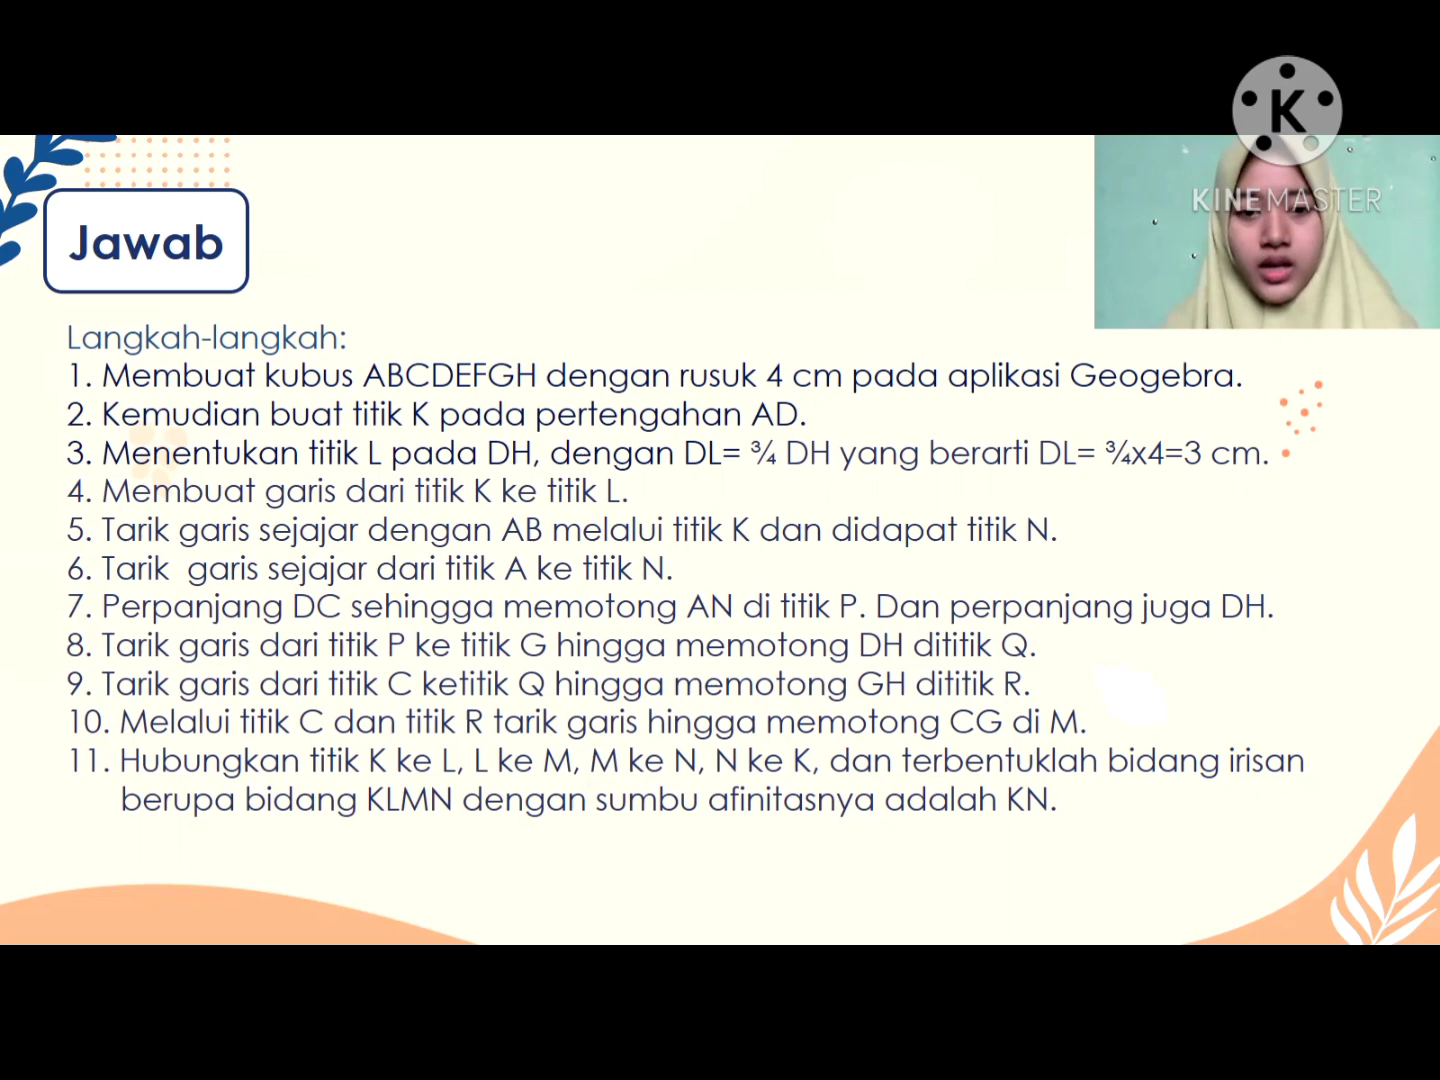 K
KINEMASTER
Jawab
Langkah-langkah:
1. Membuat kubus ABCDEFGH dengan rusuk 4 cm pada aplikasi Geogebra.
2. Kemudian buat titik K pada pertengahan AD.
3. Menentukan titik L pada DH, dengan DL= ¾ DH yang berarti DL= ¾x4=3 cm.
4. Membuat garis dari titik K ke titik L.
5. Tarik garis sejajar dengan AB melalui titik K dan didapat titik N.
6. Tarik  garis sejajar dari titik A ke titik N.
7. Perpanjang DC sehingga memotong AN di titik P. Dan perpanjang juga DH.
8. Tarik garis dari titik P ke titik G hingga memotong DH dititik Q.
9. Tarik garis dari titik C ketitik Q hingga memotong GH dititik R.
10. Melalui titik C dan titik R tarik garis hingga memotong CG di M.
11. Hubungkan titik K ke L, L ke M, M ke N, N ke K, dan terbentuklah bidang irisan
berupa bidang KLMN dengan sumbu afinitasnya adalah KN.